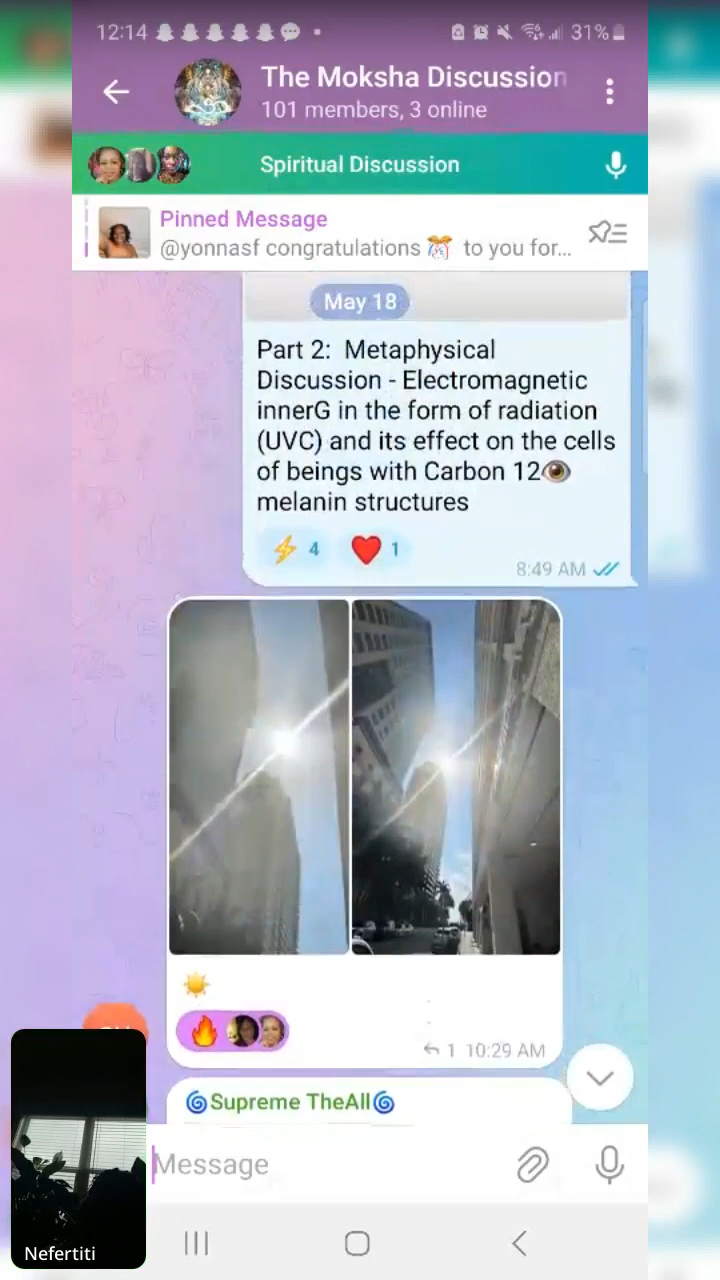 12:14 31%
The Moksha Discussion
101 members, 3 online
Spiritual Discussion
Pinned Message
@yonnasf congratulations 🎊 to you for...
May 18
Part 2: Metaphysical
Discussion - Electromagnetic
innerG in the form of radiation
(UVC) and its effect on the cells
of beings with Carbon 12👁
melanin structures
⚡ 4 ❤️ 1
8:49 AM
☀️
🔥
1 10:29 AM
🌀Supreme TheAll🌀
Message
Nefertiti